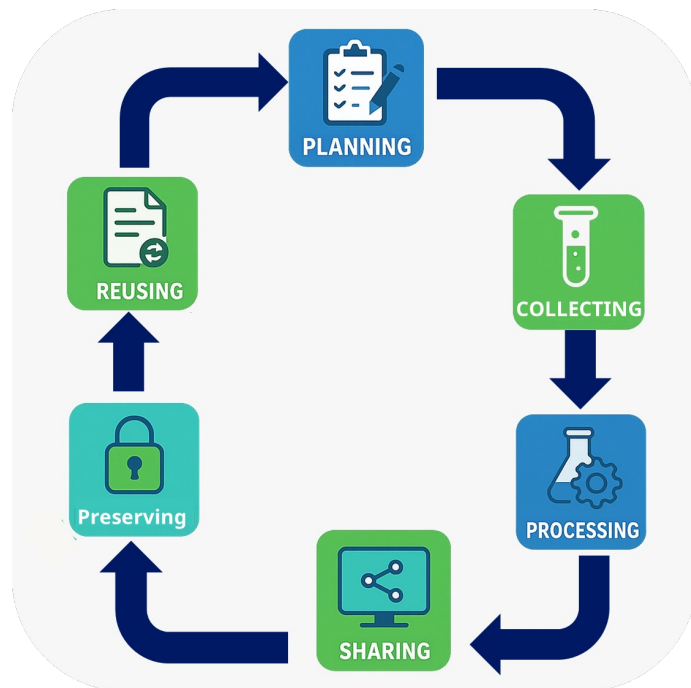 PLANNING
COLLECTING
PROCESSING
SHARING
Preserving
REUSING